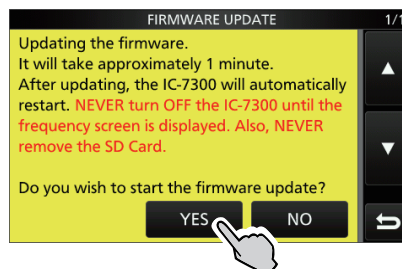 FIRMWARE UPDATE 1/1
Updating the firmware.
It will take approximately 1 minute.
After updating, the IC-7300 will automatically
restart. NEVER turn OFF the IC-7300 until the
frequency screen is displayed. Also, NEVER
remove the SD Card.
Do you wish to start the firmware update?
YES NO